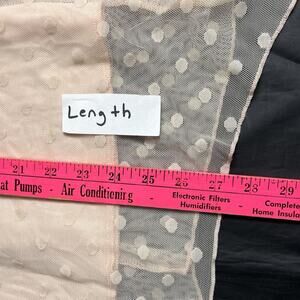 Length
21 22 23 24 25 26 27 28 29
at Pumps - Air Conditioning - Electronic Filters - Complete
Humidifiers - Home Insula